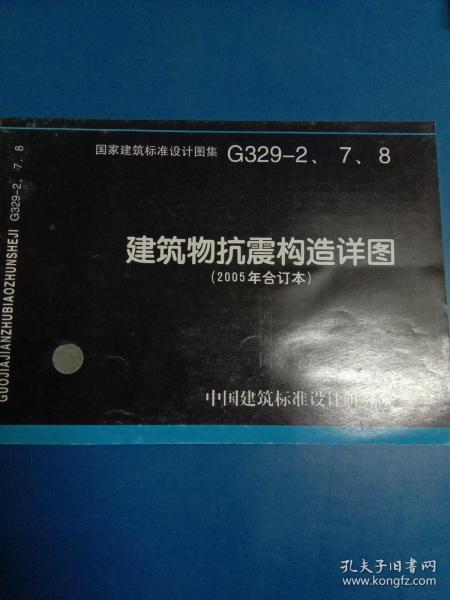 国家建筑标准设计图集 G329-2、7、8
建筑物抗震构造详图
(2005年合订本)
中国建筑标准设计研究
GUOJIAJIANZHUBIAOZHUNSHEJI G329-2、7、8
孔夫子旧书网
www.kongfz.com